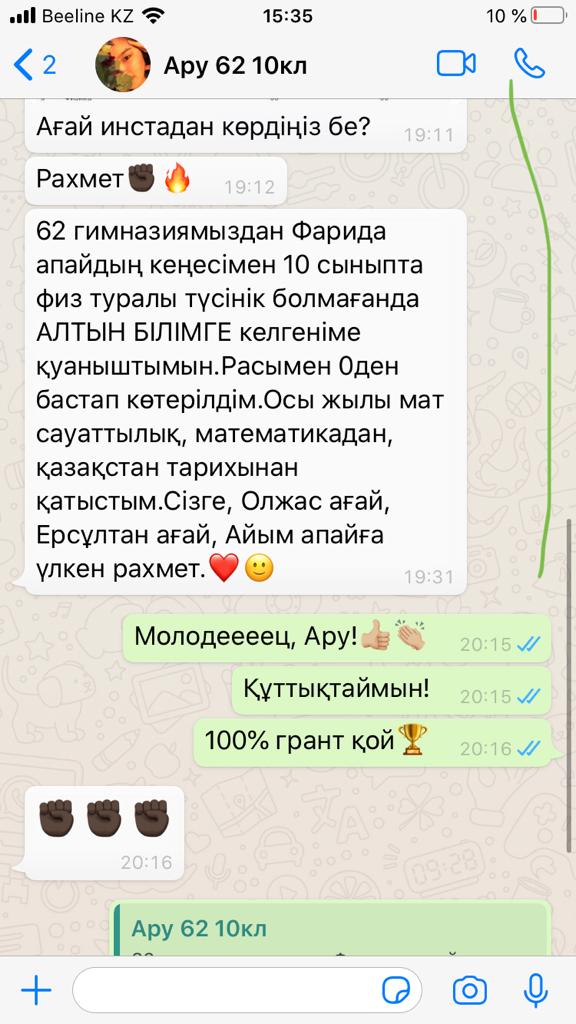 Beeline KZ 15:35 10 %
2 Ару 62 10кл
Ағай инстадан көрдіңіз бе? 19:11
Рахмет✊🏿🔥 19:12
62 гимназиямыздан Фарида
апайдың кеңесімен 10 сыныпта
физ туралы түсінік болмағанда
АЛТЫН БІЛІМГЕ келгеніме
қуаныштымын.Расымен 0ден
бастап көтерілдім.Осы жылы мат
сауаттылық, математикадан,
қазақстан тарихынан
қатыстым.Сізге, Олжас ағай,
Ерсұлтан ағай, Айым апайға
үлкен рахмет.❤️🙂 19:31
Молодеееец, Ару!👍🏼👏🏼 20:15
Құттықтаймын! 20:15
100% грант қой🏆 20:16
✊🏿✊🏿✊🏿
20:16
Ару 62 10кл